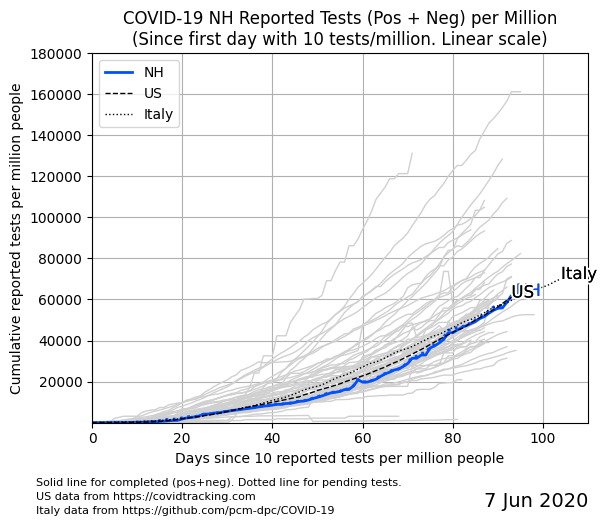 COVID-19 NH Reported Tests (Pos + Neg) per Million
(Since first day with 10 tests/million. Linear scale)
Cumulative reported tests per million people
180000
160000
140000
120000
100000
80000
60000
40000
20000
NH
US
Italy
Italy
US
0
20
40
60
80
100
Days since 10 reported tests per million people
Solid line for completed (pos+neg). Dotted line for pending tests.
US data from https://covidtracking.com
Italy data from https://github.com/pcm-dpc/COVID-19
7 Jun 2020